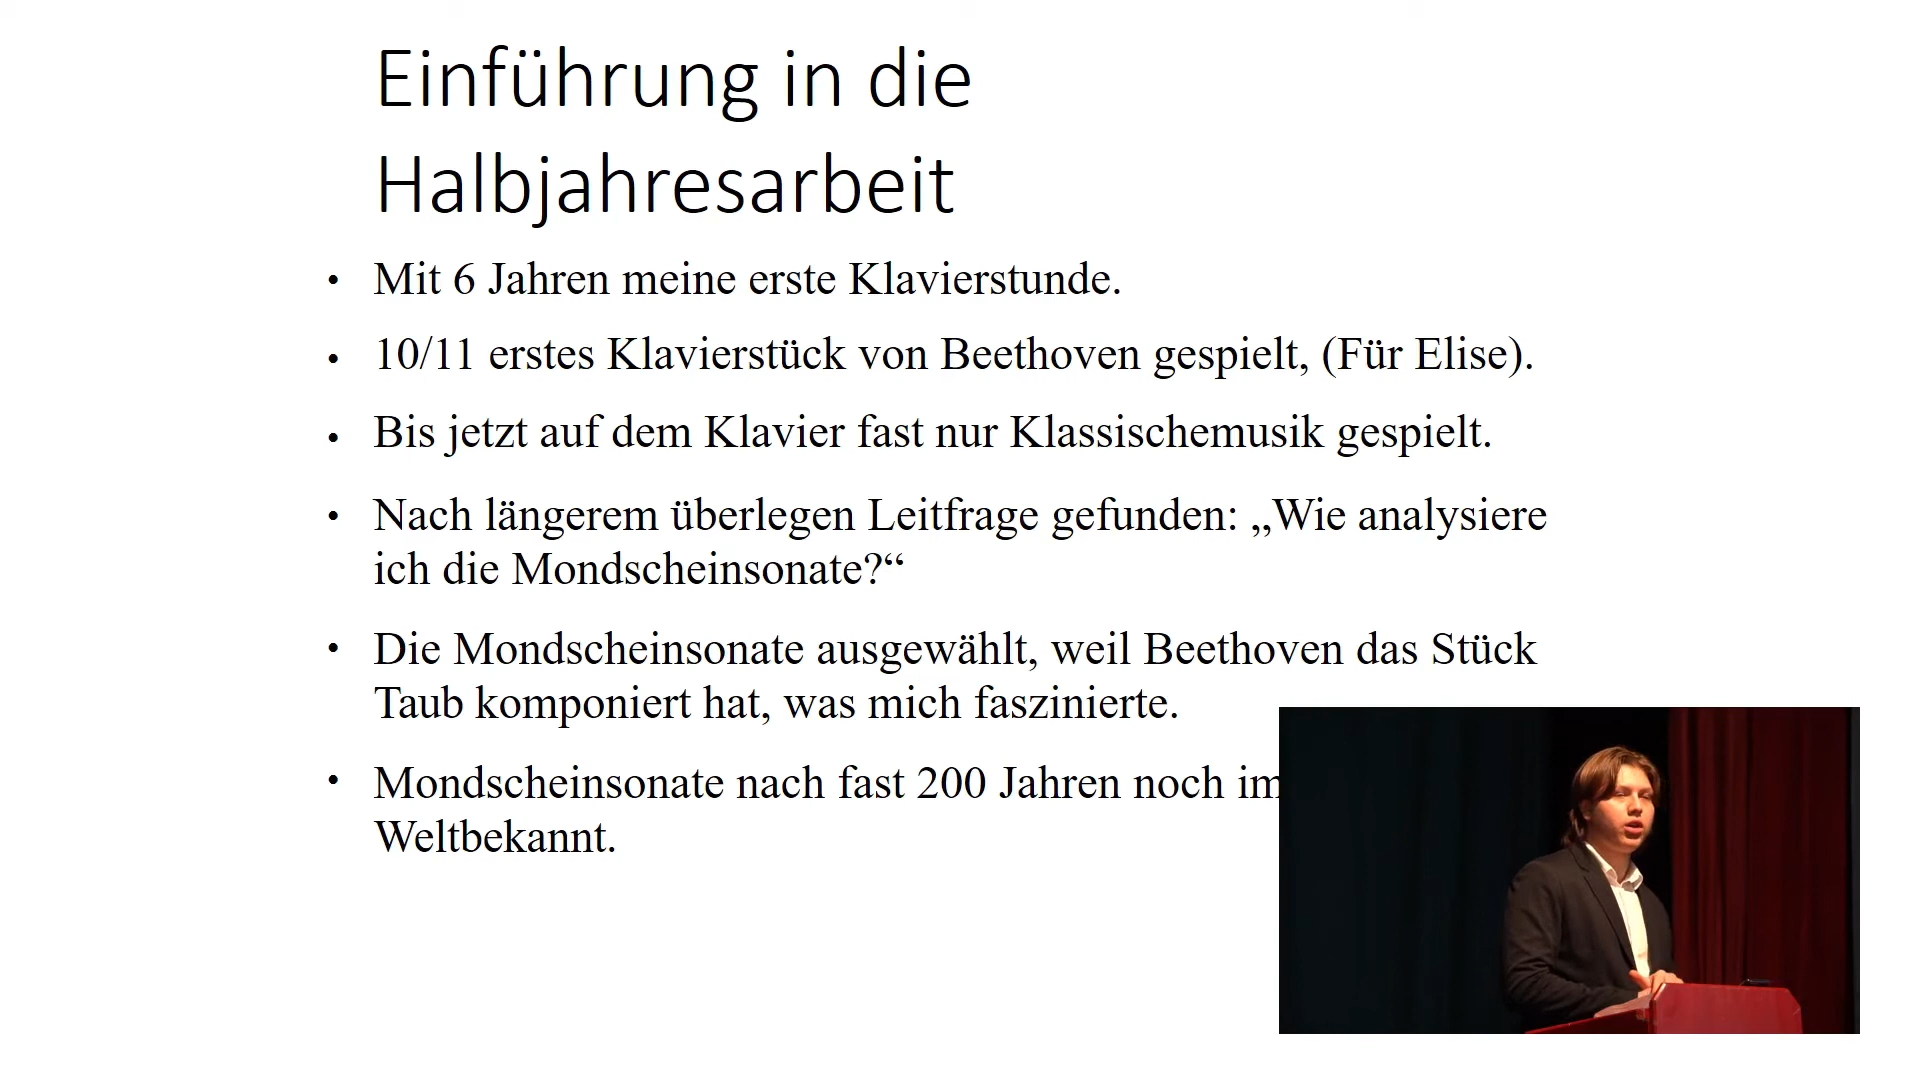 Einführung in die
Halbjahresarbeit
• Mit 6 Jahren meine erste Klavierstunde.
• 10/11 erstes Klavierstück von Beethoven gespielt, (Für Elise).
• Bis jetzt auf dem Klavier fast nur Klassischemusik gespielt.
• Nach längerem überlegen Leitfrage gefunden: „Wie analysiere
ich die Mondscheinsonate?“
• Die Mondscheinsonate ausgewählt, weil Beethoven das Stück
Taub komponiert hat, was mich faszinierte.
• Mondscheinsonate nach fast 200 Jahren noch
Weltbekannt.